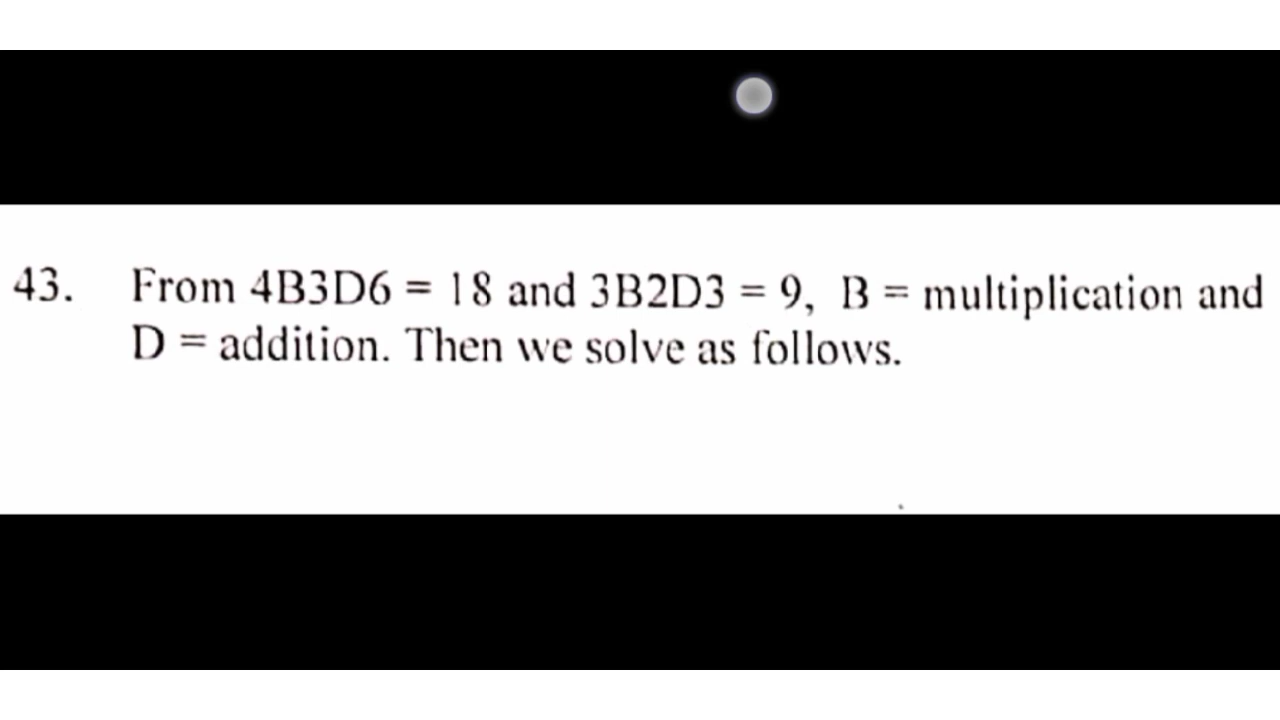 43. From 4B3D6 = 18 and 3B2D3 = 9, B = multiplication and
D = addition. Then we solve as follows.